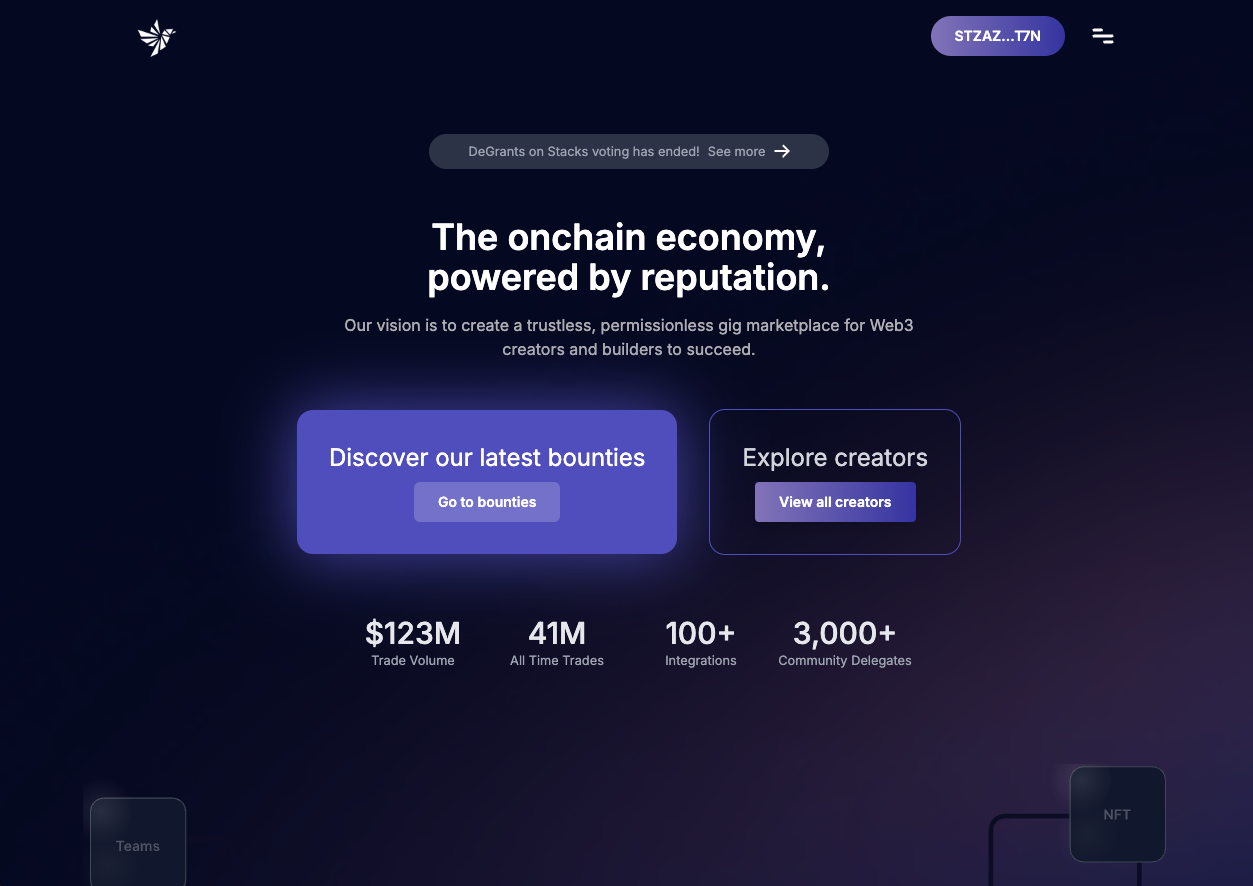 STZAZ...T7N
DeGrants on Stacks voting has ended! See more
The onchain economy,
powered by reputation.
Our vision is to create a trustless, permissionless gig marketplace for Web3
creators and builders to succeed.
Discover our latest bounties
Go to bounties
Explore creators
View all creators
$123M
Trade Volume
41M
All Time Trades
100+
Integrations
3,000+
Community Delegates
NFT
Teams